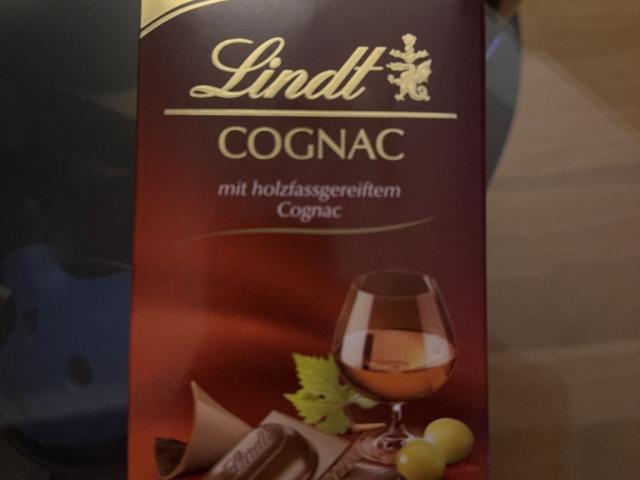 Lindt
COGNAC
mit holzfassgereiftem
Cognac
Lindt